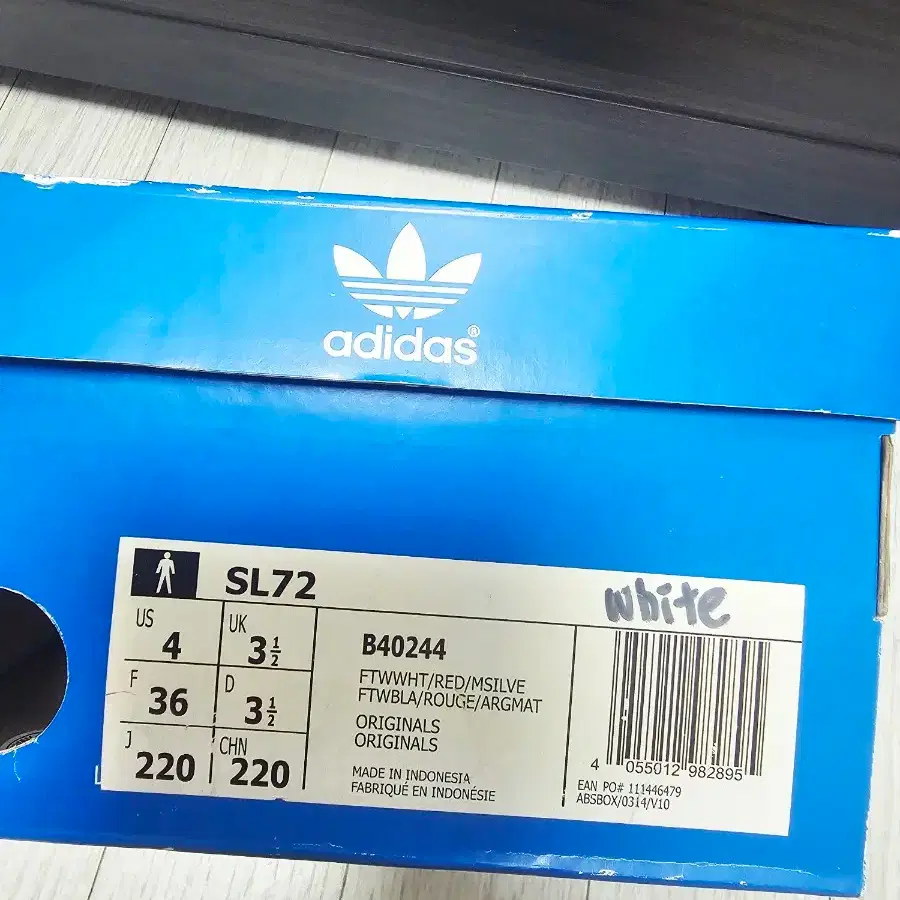 adidas®
SL72
white
US
4
UK
3 1/2
F
36
D
3 1/2
J
220
CHN
220
B40244
FTWWHT/RED/MSILVE
FTWBLA/ROUGE/ARGMAT
ORIGINALS
ORIGINALS
MADE IN INDONESIA
FABRIQUÉ EN INDONÉSIE
4 055012 982895
EAN PO# 111446479
ABSBOX/0314/V10